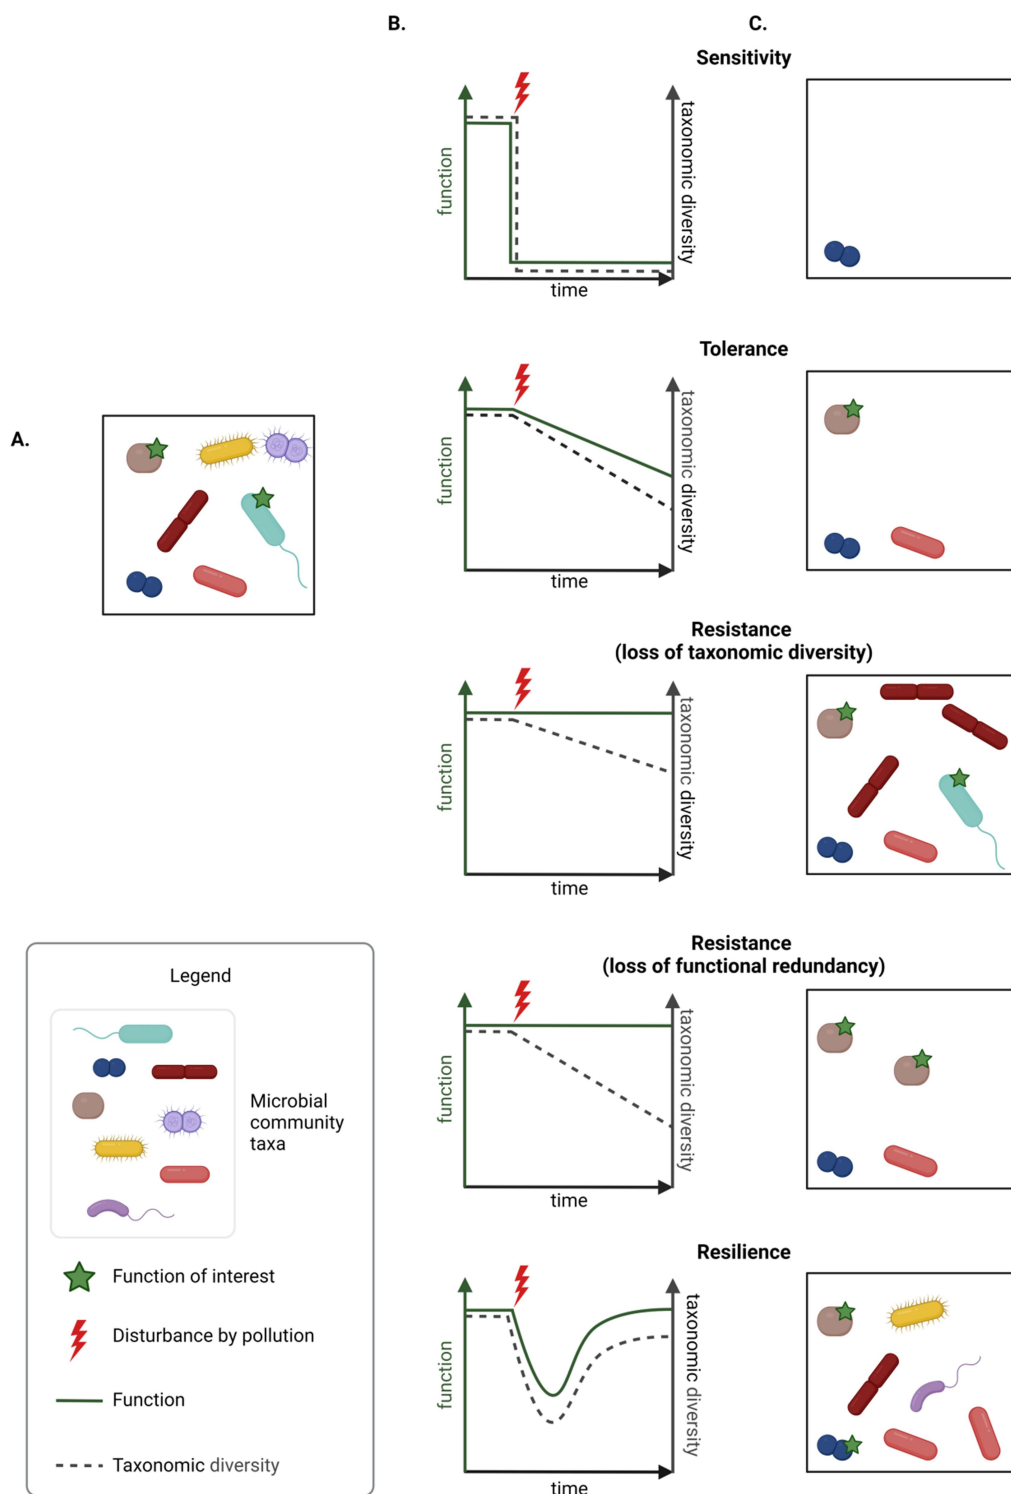 B.
C.
Sensitivity
function
taxonomic diversity
time
Tolerance
function
taxonomic diversity
time
A.
Resistance
(loss of taxonomic diversity)
function
taxonomic diversity
time
Resistance
(loss of functional redundancy)
function
taxonomic diversity
time
Resilience
function
taxonomic diversity
time
Legend
Microbial
community
taxa
Function of interest
Disturbance by pollution
Function
Taxonomic diversity